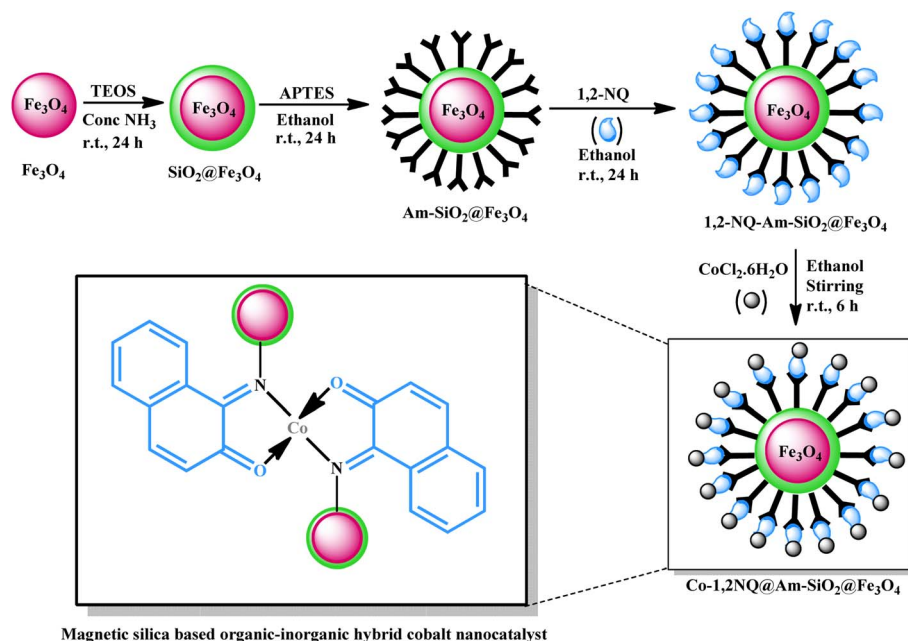 Fe₃O₄
Fe₃O₄
TEOS
Conc NH₃
r.t., 24 h
Fe₃O₄
SiO₂@Fe₃O₄
APTES
Ethanol
r.t., 24 h
Fe₃O₄
Am-SiO₂@Fe₃O₄
1,2-NQ
( )
Ethanol
r.t., 24 h
Fe₃O₄
1,2-NQ-Am-SiO₂@Fe₃O₄
CoCl₂.6H₂O
( )
Ethanol
Stirring
r.t., 6 h
Fe₃O₄
Co-1,2NQ@Am-SiO₂@Fe₃O₄
N
O
Co
O
N
Magnetic silica based organic-inorganic hybrid cobalt nanocatalyst